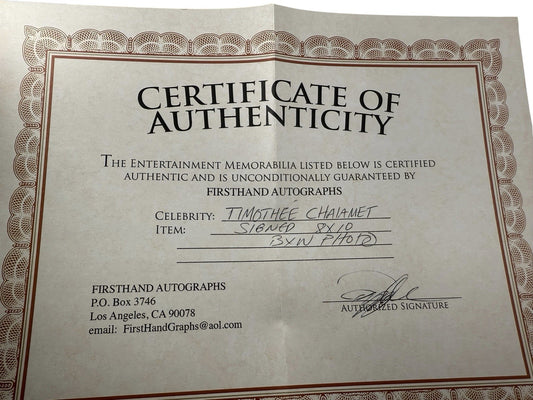 CERTIFICATE OF
AUTHENTICITY
THE ENTERTAINMENT MEMORABILIA LISTED BELOW IS CERTIFIED
AUTHENTIC AND IS UNCONDITIONALLY GUARANTEED BY
FIRSTHAND AUTOGRAPHS
CELEBRITY: TIMOTHÉE CHALAMET
ITEM: SIGNED 8X10
BXW PHOTO
FIRSTHAND AUTOGRAPHS
P.O. Box 3746
Los Angeles, CA 90078
email: FirstHandGraphs@aol.com
AUTHORIZED SIGNATURE